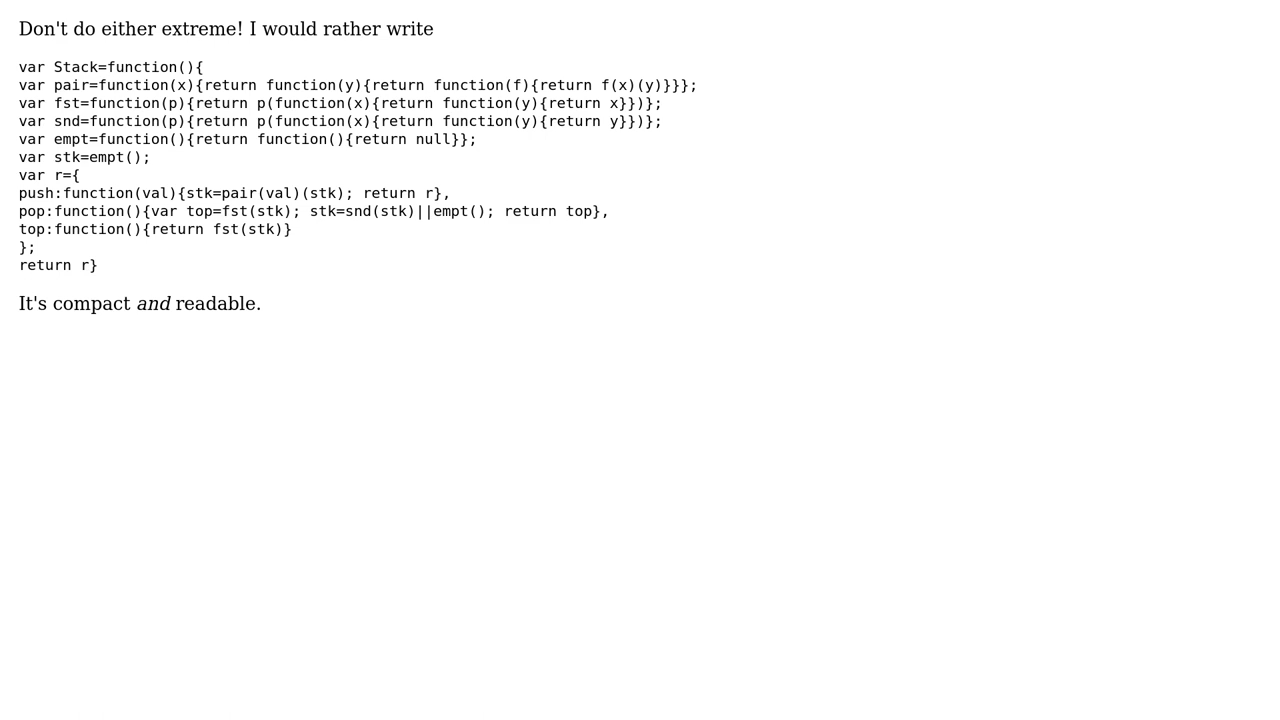 Don't do either extreme! I would rather write
var Stack=function(){
var pair=function(x){return function(y){return function(f){return f(x)(y)}}};
var fst=function(p){return p(function(x){return function(y){return x}})};
var snd=function(p){return p(function(x){return function(y){return y}})};
var empt=function(){return function(){return null}};
var stk=empt();
var r={
push:function(val){stk=pair(val)(stk); return r},
pop:function(){var top=fst(stk); stk=snd(stk)||empt(); return top},
top:function(){return fst(stk)}
};
return r}
It's compact and readable.